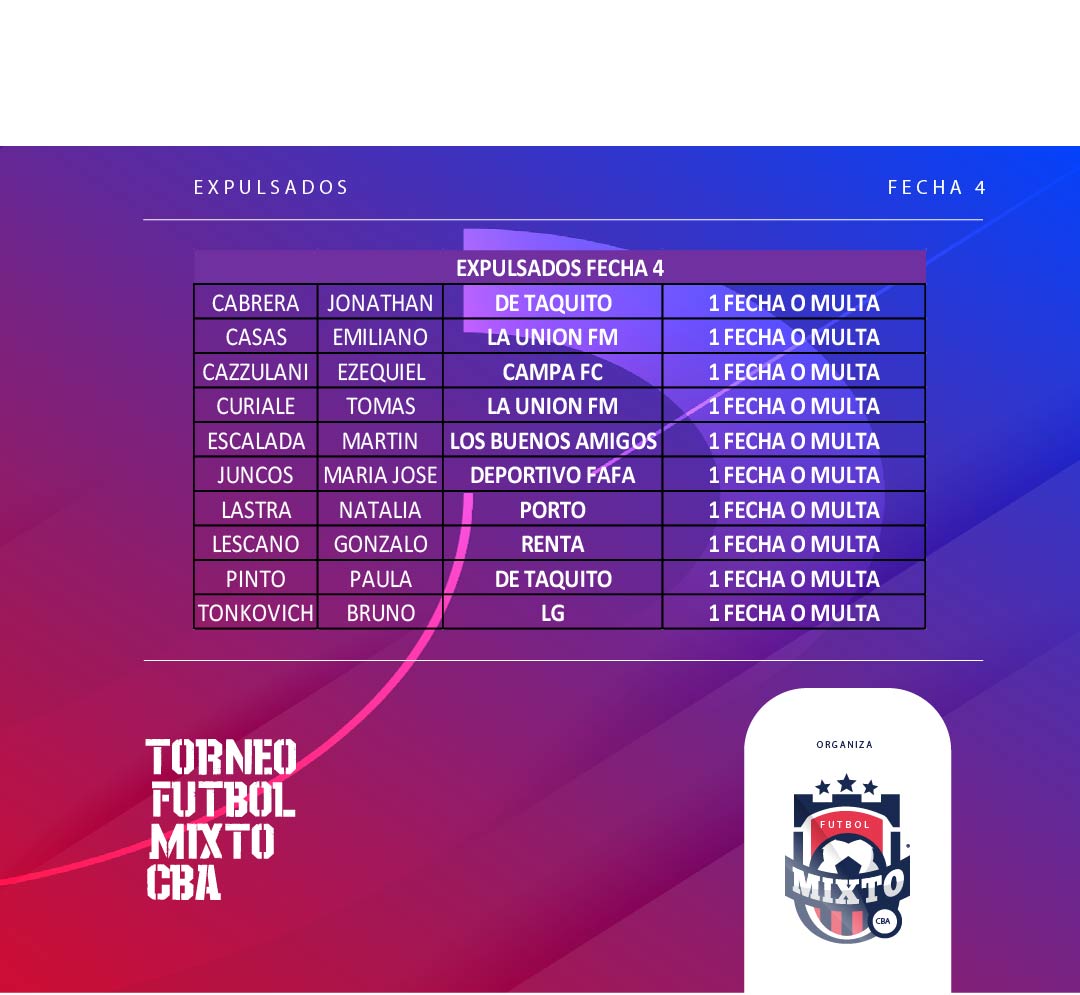 EXPULSADOS FECHA 4
EXPULSADOS FECHA 4
CABRERA JONATHAN DE TAQUITO 1 FECHA O MULTA
CASAS EMILIANO LA UNION FM 1 FECHA O MULTA
CAZZULANI EZEQUIEL CAMPA FC 1 FECHA O MULTA
CURIALE TOMAS LA UNION FM 1 FECHA O MULTA
ESCALADA MARTIN LOS BUENOS AMIGOS 1 FECHA O MULTA
JUNCOS MARIA JOSE DEPORTIVO FAFA 1 FECHA O MULTA
LASTRA NATALIA PORTO 1 FECHA O MULTA
LESCANO GONZALO RENTA 1 FECHA O MULTA
PINTO PAULA DE TAQUITO 1 FECHA O MULTA
TONKOVICH BRUNO LG 1 FECHA O MULTA
TORNEO
FUTBOL
MIXTO
CBA
ORGANIZA
FUTBOL
MIXTO
CBA